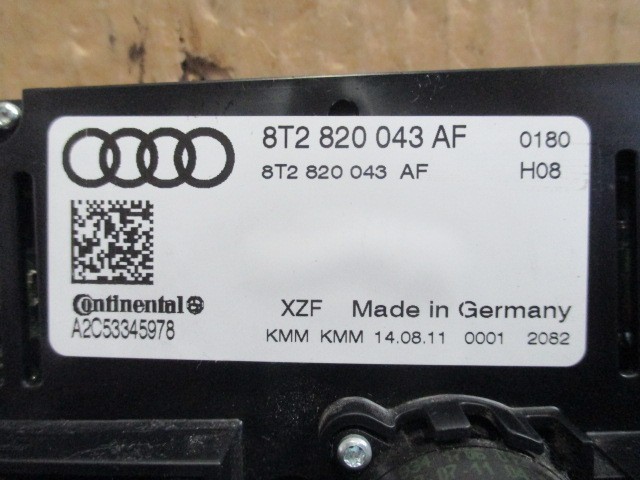 8T2 820 043 AF 0180
8T2 820 043 AF H08
Continental
A2C53345978
XZF Made in Germany
KMM KMM 14.08.11 0001 2082